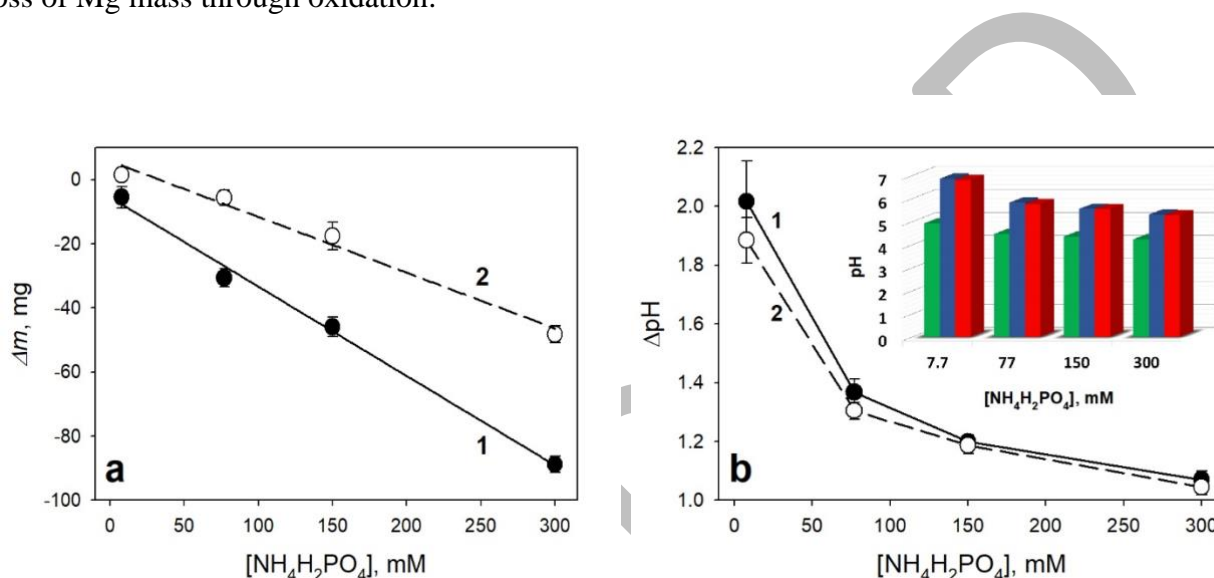 loss of Mg mass through oxidation.
0
-20
-40
-60
-80
-100
Δm, mg
2
1
a
0 50 100 150 200 250 300
[NH₄H₂PO₄], mM
2.2
2.0
1.8
1.6
1.4
1.2
1.0
ΔpH
1
2
b
0 50 100 150 200 250 300
[NH₄H₂PO₄], mM
7
6
5
4
3
2
1
0
pH
7.7 77 150 300
[NH₄H₂PO₄], mM